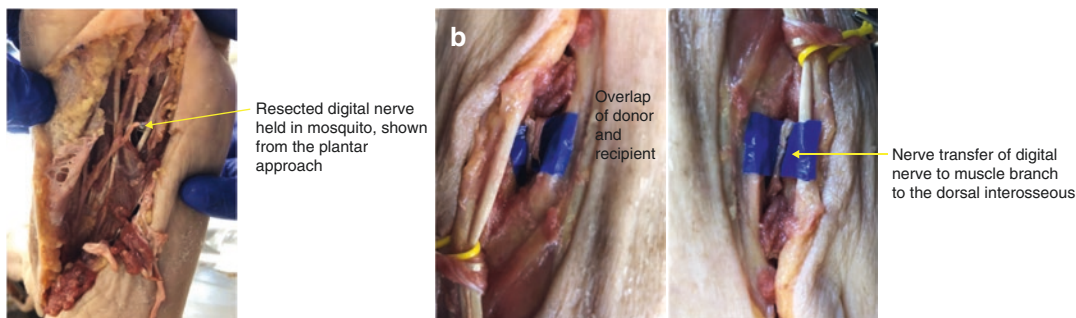 Resected digital nerve
held in mosquito, shown
from the plantar
approach
b
Overlap
of donor
and
recipient
Nerve transfer of digital
nerve to muscle branch
to the dorsal interosseous